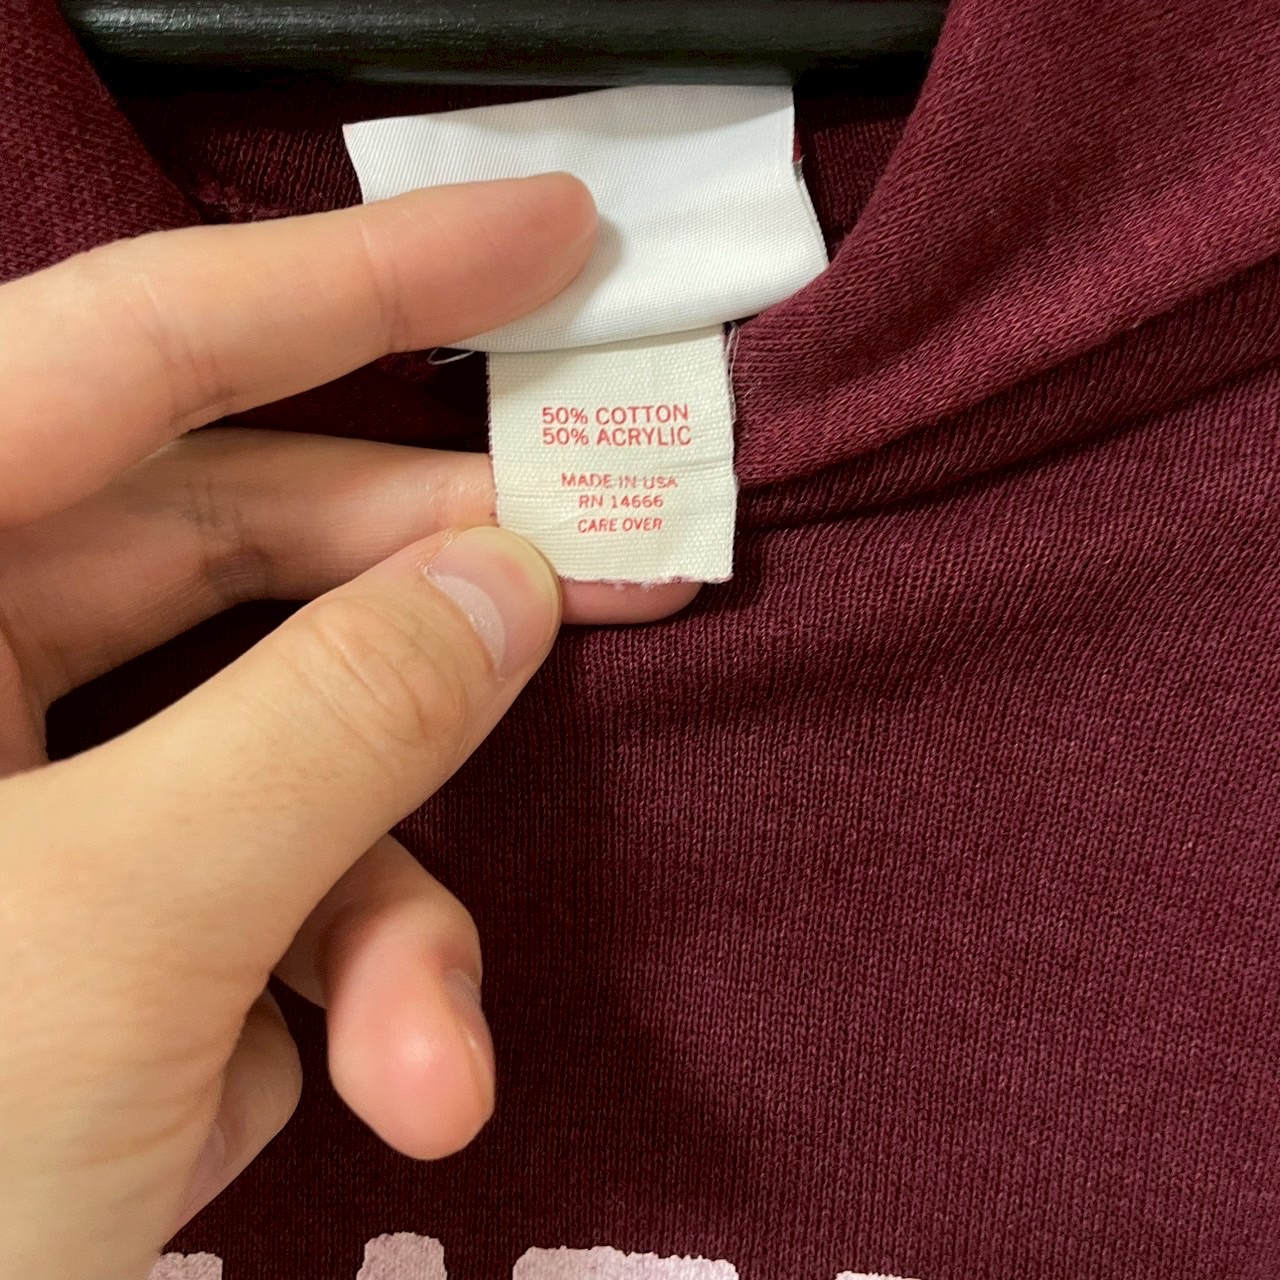 50% COTTON
50% ACRYLIC
MADE IN USA
RN 14666
CARE OVER